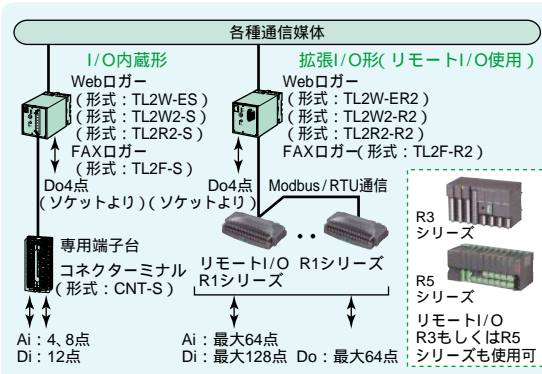 各種通信媒体
I/O内蔵形
Webロガー
（形式：TL2W-ES）
（形式：TL2W2-S）
（形式：TL2R2-S）
FAXロガー
（形式：TL2F-S）
Do4点
（ソケットより）
専用端子台
コネクターミナル
（形式：CNT-S）
Ai：4、8点
Di：12点
拡張I/O形（リモートI/O使用）
Webロガー
（形式：TL2W-ER2）
（形式：TL2W2-R2）
（形式：TL2R2-R2）
FAXロガー（形式：TL2F-R2）
Do4点
（ソケットより）
Modbus/RTU通信
リモートI/O
R1シリーズ
R1シリーズ
Ai：最大64点
Di：最大128点 Do：最大64点
R3
シリーズ
R5
シリーズ
リモートI/O
R3もしくはR5
シリーズも使用可